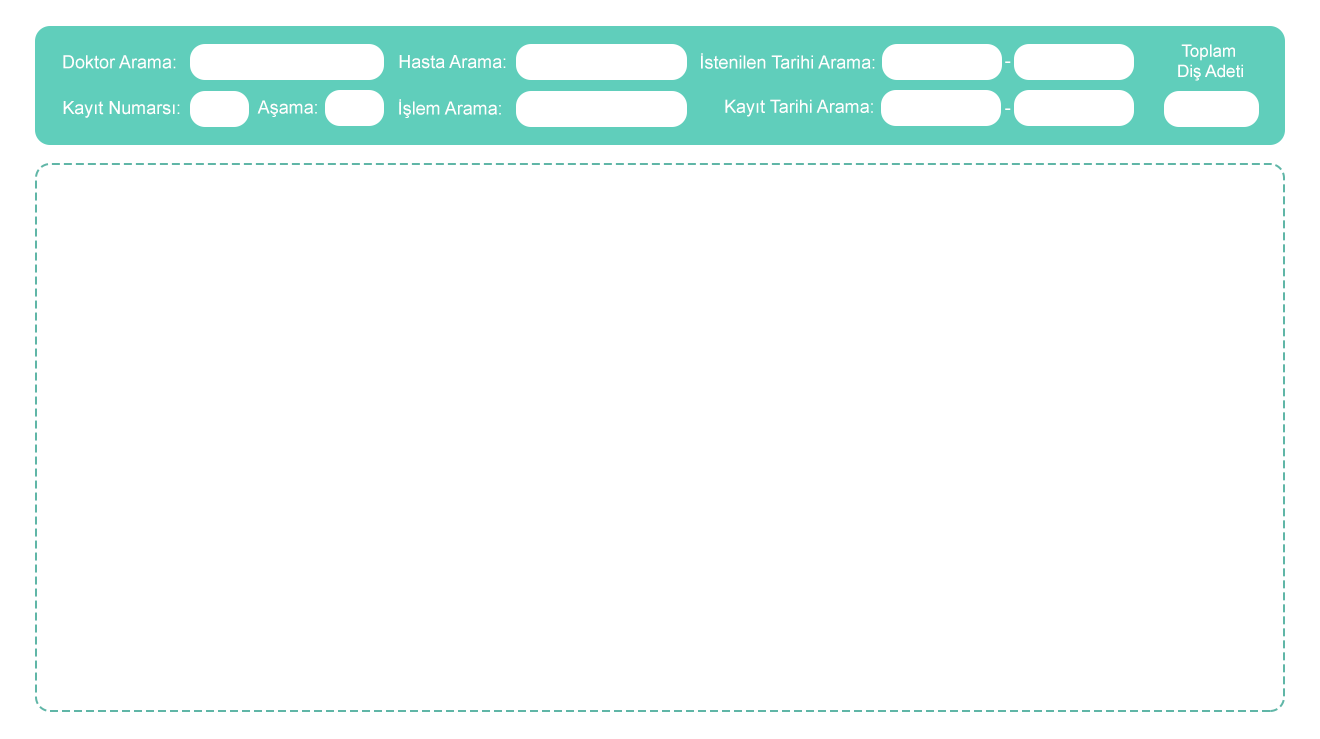 Doktor Arama:
Hasta Arama:
İstenilen Tarihi Arama:
-
Toplam
Diş Adeti
Kayıt Numarsı:
Aşama:
İşlem Arama:
Kayıt Tarihi Arama:
-